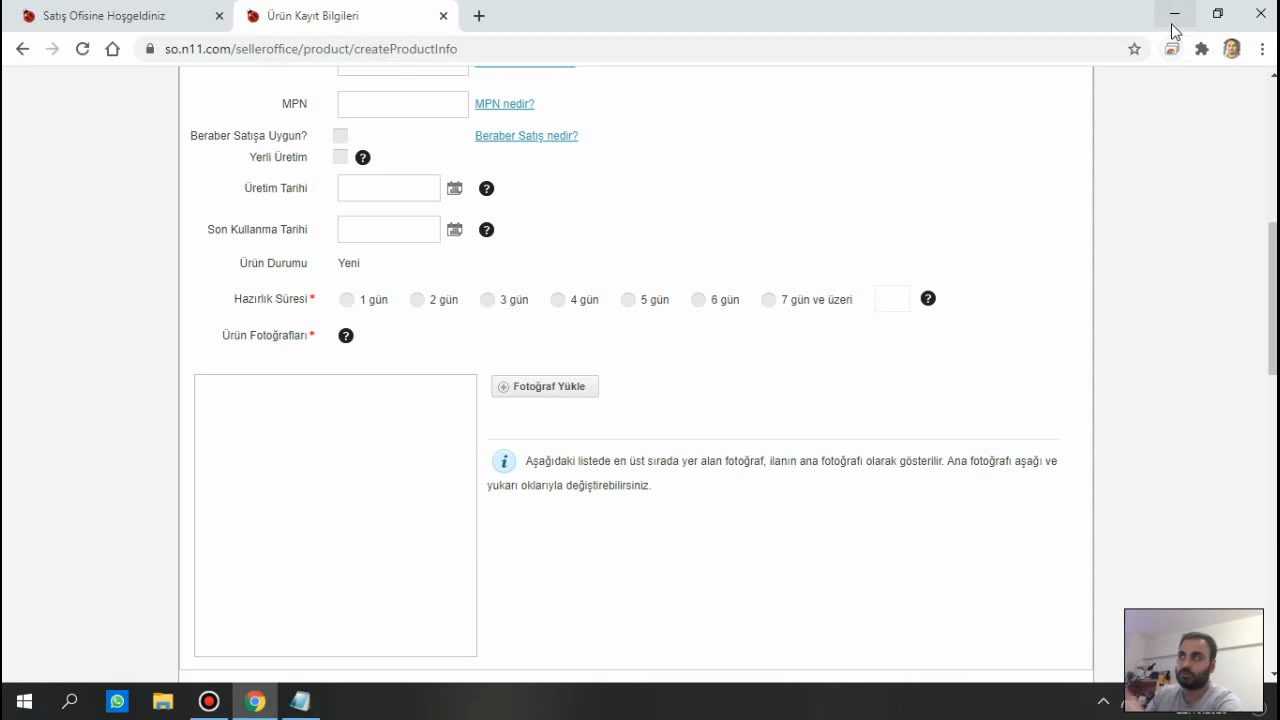 Satış Ofisine Hoşgeldiniz
Ürün Kayıt Bilgileri
so.n11.com/selleroffice/product/createProductInfo
MPN
MPN nedir?
Beraber Satışa Uygun?
Beraber Satış nedir?
Yerli Üretim
Üretim Tarihi
Son Kullanma Tarihi
Ürün Durumu
Yeni
Hazırlık Süresi*
1 gün
2 gün
3 gün
4 gün
5 gün
6 gün
7 gün ve üzeri
Ürün Fotoğrafları*
Fotoğraf Yükle
Aşağıdaki listede en üst sırada yer alan fotoğraf, ilanın ana fotoğrafı olarak gösterilir. Ana fotoğrafı aşağı ve
yukarı oklarıyla değiştirebilirsiniz.